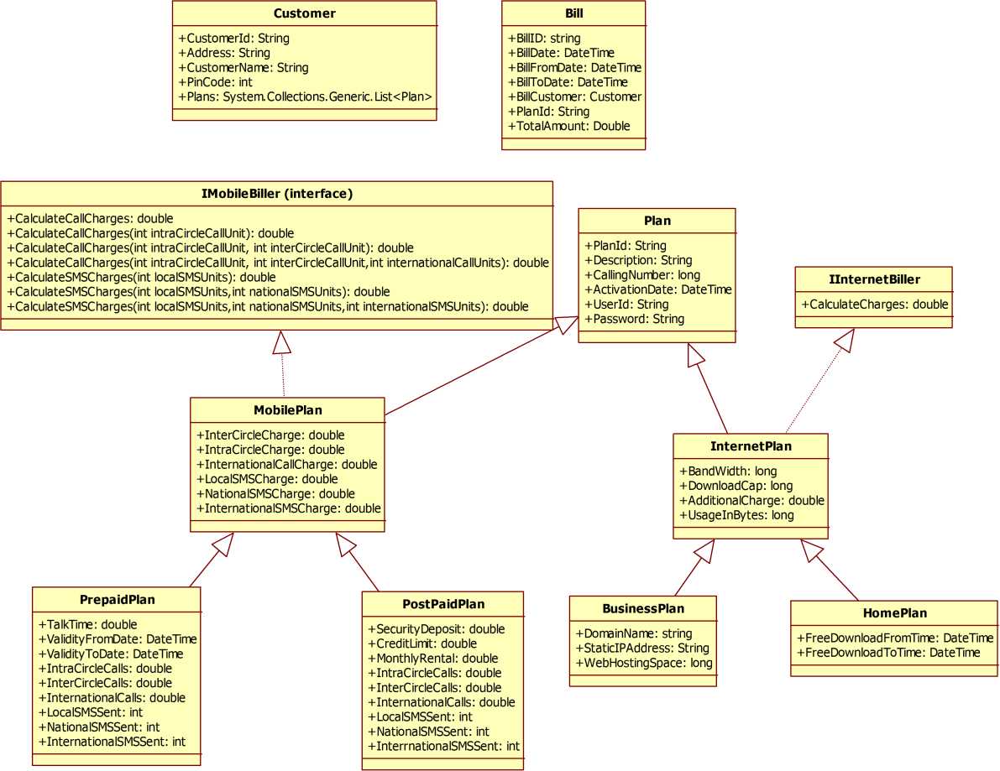 Customer
+CustomerId: String
+Address: String
+CustomerName: String
+PinCode: int
+Plans: System.Collections.Generic.List<Plan>
Bill
+BillID: string
+BillDate: DateTime
+BillFromDate: DateTime
+BillToDate: DateTime
+BillCustomer: Customer
+PlanId: String
+TotalAmount: Double
IMobileBiller (interface)
+CalculateCallCharges: double
+CalculateCallCharges(int intraCircleCallUnit): double
+CalculateCallCharges(int intraCircleCallUnit, int interCircleCallUnit): double
+CalculateCallCharges(int intraCircleCallUnit, int interCircleCallUnit,int internationalCallUnits): double
+CalculateSMSCharges(int localSMSUnits): double
+CalculateSMSCharges(int localSMSUnits,int nationalSMSUnits): double
+CalculateSMSCharges(int localSMSUnits,int nationalSMSUnits,int internationalSMSUnits): double
Plan
+PlanId: String
+Description: String
+CallingNumber: long
+ActivationDate: DateTime
+UserId: String
+Password: String
IInternetBiller
+CalculateCharges: double
MobilePlan
+InterCircleCharge: double
+IntraCircleCharge: double
+InternationalCallCharge: double
+LocalSMSCharge: double
+NationalSMSCharge: double
+InternationalSMSCharge: double
InternetPlan
+BandWidth: long
+DownloadCap: long
+AdditionalCharge: double
+UsageInBytes: long
PrepaidPlan
+TalkTime: double
+ValidityFromDate: DateTime
+ValidityToDate: DateTime
+IntraCircleCalls: double
+InterCircleCalls: double
+InternationalCalls: double
+LocalSMSSent: int
+NationalSMSSent: int
+InternationalSMSSent: int
PostPaidPlan
+SecurityDeposit: double
+CreditLimit: double
+MonthlyRental: double
+IntraCircleCalls: double
+InterCircleCalls: double
+InternationalCalls: double
+LocalSMSSent: int
+NationalSMSSent: int
+InterrnationalSMSSent: int
BusinessPlan
+DomainName: string
+StaticIPAddress: String
+WebHostingSpace: long
HomePlan
+FreeDownloadFromTime: DateTime
+FreeDownloadToTime: DateTime